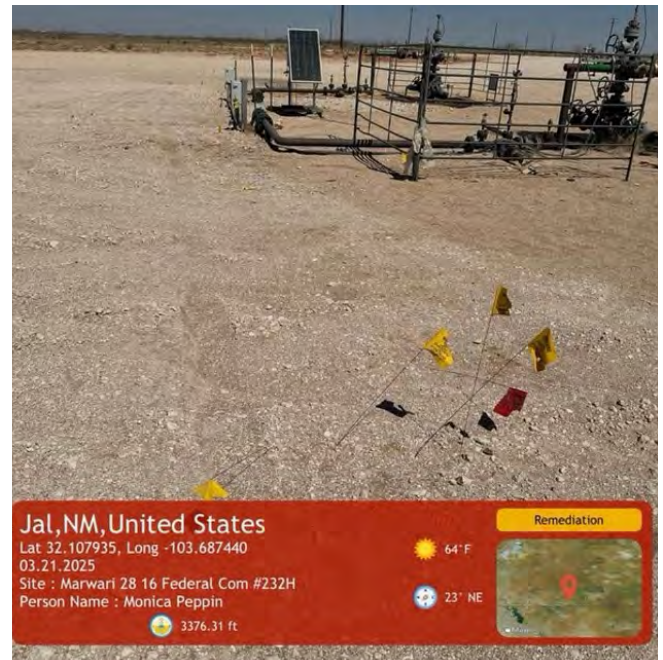 Jal,NM,United States
Lat 32.107935, Long -103.687440
03.21.2025
Site : Marwari 28 16 Federal Com #232H
Person Name : Monica Peppin
3376.31 ft
64°F
23° NE
Remediation